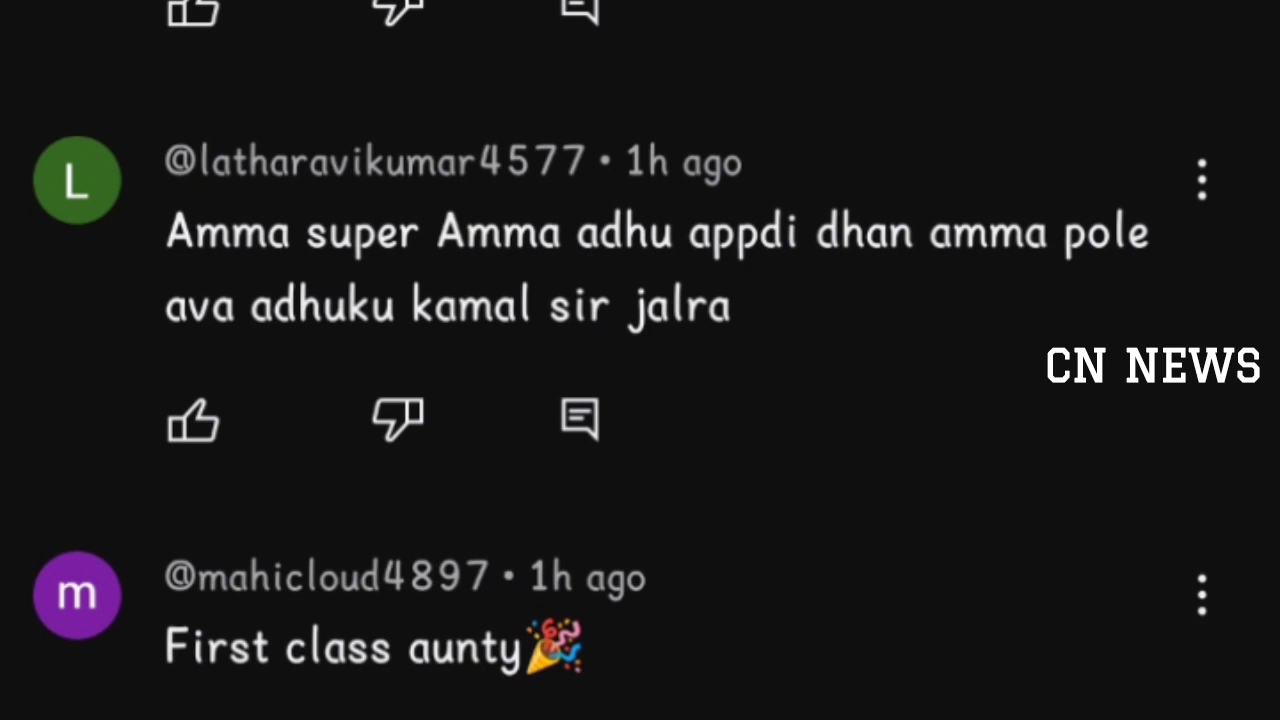 L
@latharavikumar4577 • 1h ago
Amma super Amma adhu appdi dhan amma pole
ava adhuku kamal sir jalra
CN NEWS
m
@mahicloud4897 • 1h ago
First class aunty🎉